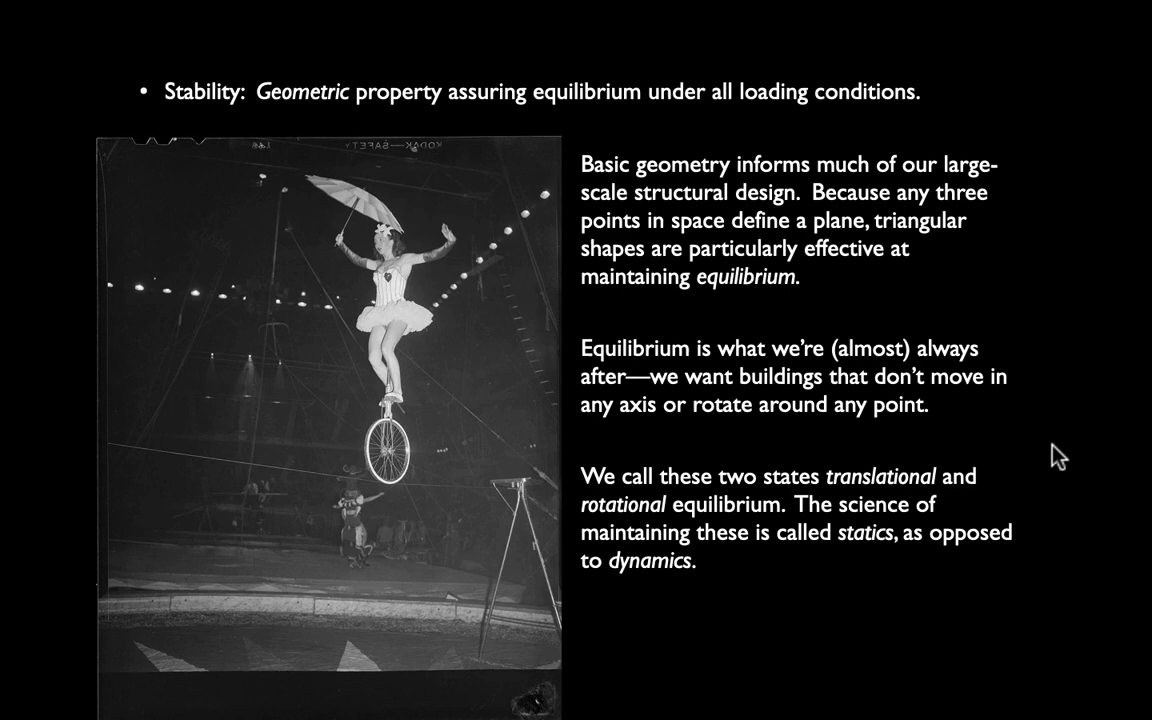 • Stability: Geometric property assuring equilibrium under all loading conditions.
KODAK—SAFETY
Basic geometry informs much of our large-
scale structural design. Because any three
points in space define a plane, triangular
shapes are particularly effective at
maintaining equilibrium.
Equilibrium is what we’re (almost) always
after—we want buildings that don’t move in
any axis or rotate around any point.
We call these two states translational and
rotational equilibrium. The science of
maintaining these is called statics, as opposed
to dynamics.